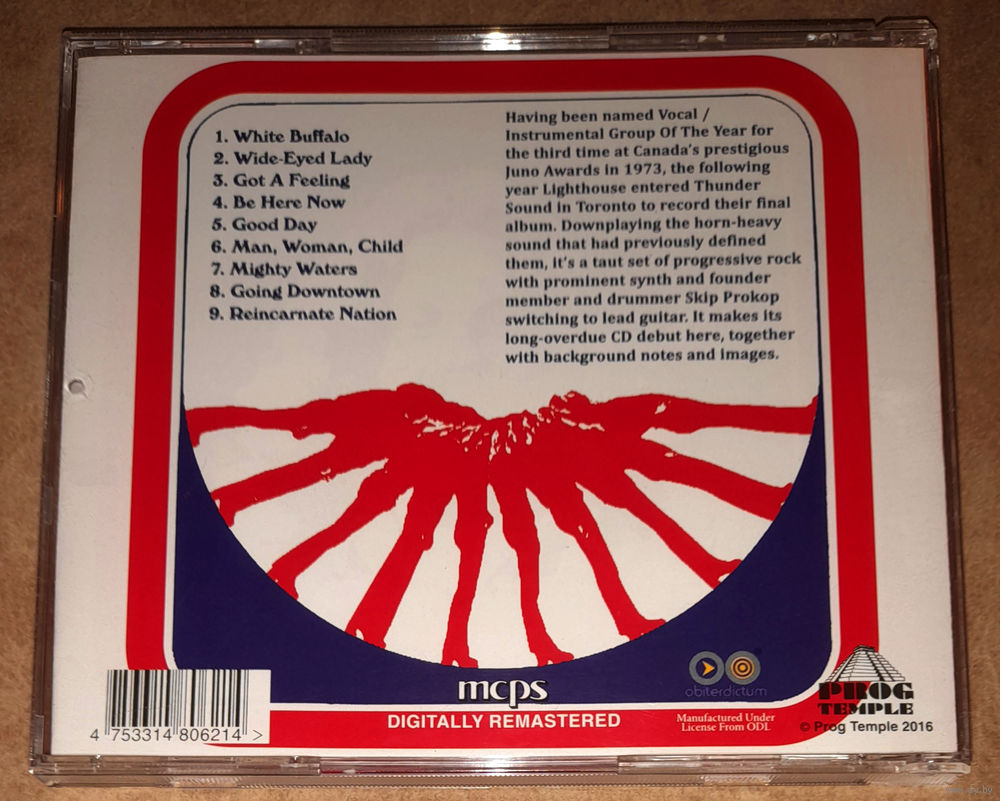 1. White Buffalo
2. Wide-Eyed Lady
3. Got A Feeling
4. Be Here Now
5. Good Day
6. Man, Woman, Child
7. Mighty Waters
8. Going Downtown
9. Reincarnate Nation
Having been named Vocal /
Instrumental Group Of The Year for
the third time at Canada's prestigious
Juno Awards in 1973, the following
year Lighthouse entered Thunder
Sound in Toronto to record their final
album. Downplaying the horn-heavy
sound that had previously defined
them, it's a taut set of progressive rock
with prominent synth and founder
member and drummer Skip Prokop
switching to lead guitar. It makes its
long-overdue CD debut here, together
with background notes and images.
mcps
DIGITALLY REMASTERED
4 753314 806214 >
obiterdictum
Manufactured Under
License From ODL
PROG
TEMPLE
© Prog Temple 2016